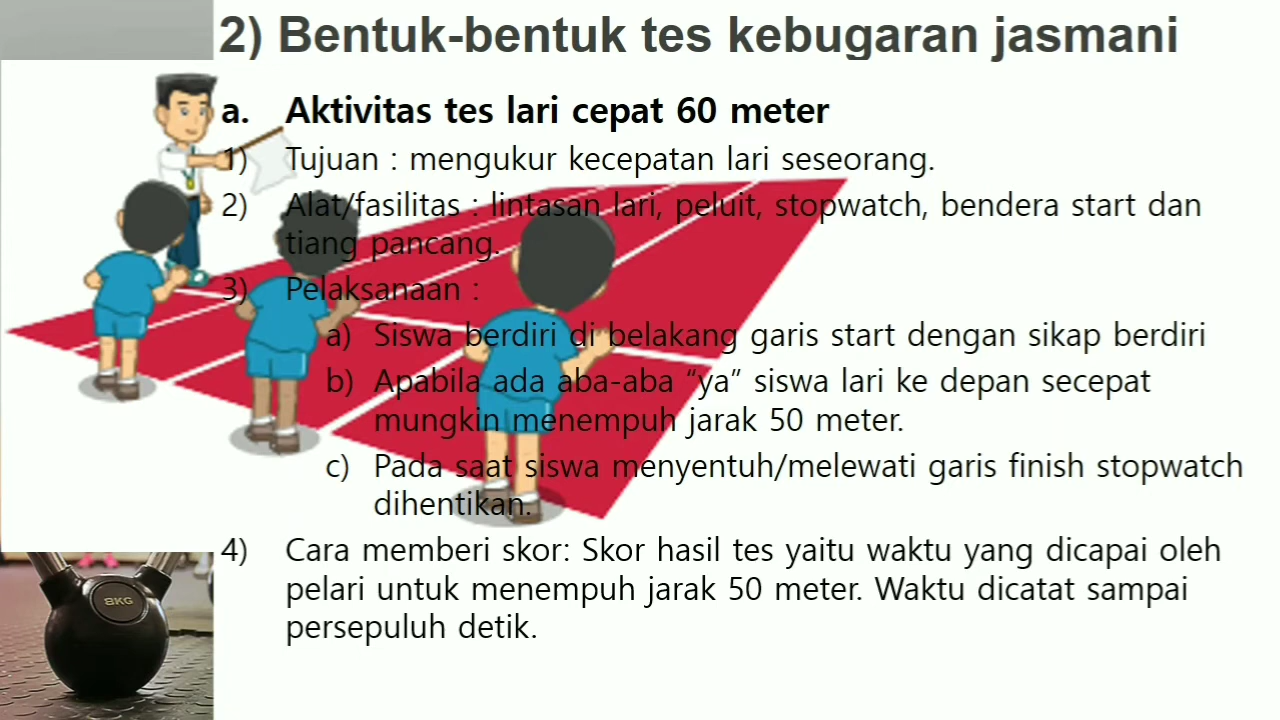 2) Bentuk-bentuk tes kebugaran jasmani
a. Aktivitas tes lari cepat 60 meter
1) Tujuan : mengukur kecepatan lari seseorang.
2) Alat/fasilitas : lintasan lari, peluit, stopwatch, bendera start dan
tiang pancang.
3) Pelaksanaan :
a) Siswa berdiri di belakang garis start dengan sikap berdiri
b) Apabila ada aba-aba “ya” siswa lari ke depan secepat
mungkin menempuh jarak 50 meter.
c) Pada saat siswa menyentuh/melewati garis finish stopwatch
dihentikan.
4) Cara memberi skor: Skor hasil tes yaitu waktu yang dicapai oleh
pelari untuk menempuh jarak 50 meter. Waktu dicatat sampai
persepuluh detik.
BKG